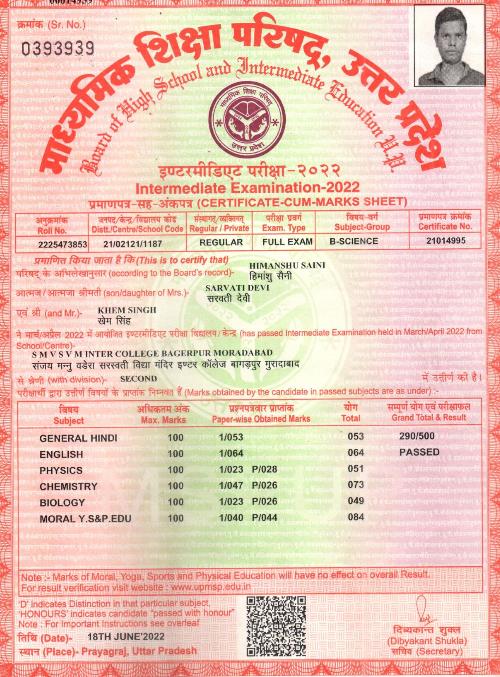 00014995
क्रमांक (Sr. No.)
0393939
माध्यमिक शिक्षा परिषद्, उत्तर प्रदेश
Board of High School and Intermediate Education U.P.
माध्यमिक शिक्षा परिषद्
उत्तर प्रदेश
इण्टरमीडिएट परीक्षा-२०२२
Intermediate Examination-2022
प्रमाणपत्र-सह-अंकपत्र (CERTIFICATE-CUM-MARKS SHEET)
अनुक्रमांक जनपद/केन्द्र/विद्यालय कोड संस्थागत/व्यक्तिगत परीक्षा प्रवर्ग विषय-वर्ग प्रमाणपत्र क्रमांक
Roll No. Distt./Centre/School Code Regular / Private Exam. Type Subject-Group Certificate No.
2225473853 21/02121/1187 REGULAR FULL EXAM B-SCIENCE 21014995
प्रमाणित किया जाता है कि(This is to certify that) HIMANSHU SAINI
परिषद् के अभिलेखानुसार (according to the Board's record)- हिमांशु सैनी
आत्मज / आत्मजा श्रीमती (son/daughter of Mrs.)- SARVATI DEVI
सरवती देवी
एवं श्री (and Mr.)- KHEM SINGH
खेम सिंह
ने मार्च/अप्रैल 2022 में आयोजित इण्टरमीडिएट परीक्षा विद्यालय / केन्द्र (has passed Intermediate Examination held in March/April 2022 from
School/Centre)-
S M V S V M INTER COLLEGE BAGERPUR MORADABAD
संजय मन्नु वडेरा सरस्वती विद्या मंदिर इण्टर कॉलेज बागड़पुर मुरादाबाद
से श्रेणी (with division)- SECOND में उत्तीर्ण की है।
परीक्षार्थी द्वारा उत्तीर्ण विषयों के प्राप्तांक निम्नवत् हैं (Marks obtained by the candidate in passed subjects are as under) :-
विषय अधिकतम अंक प्रश्नपत्रवार प्राप्तांक योग सम्पूर्ण योग एवं परीक्षाफल
Subject Max. Marks Paper-wise Obtained Marks Total Grand Total & Result
GENERAL HINDI 100 1/053 053 290/500
ENGLISH 100 1/064 064 PASSED
PHYSICS 100 1/023 P/028 051
CHEMISTRY 100 1/047 P/026 073
BIOLOGY 100 1/023 P/026 049
MORAL Y.S&P.EDU 100 1/040 P/044 084
Note :- Marks of Moral, Yoga, Sports and Physical Education will have no effect on overall Result.
For result verification visit website : www.upmsp.edu.in
'D' indicates Distinction in that particular subject,
'HONOURS' indicates candidate "passed with honour"
Note : For Important Instructions see overleaf
तिथि (Date)- 18TH JUNE'2022
स्थान (Place)- Prayagraj, Uttar Pradesh
दिव्यकान्त शुक्ल
(Dibyakant Shukla)
सचिव (Secretary)